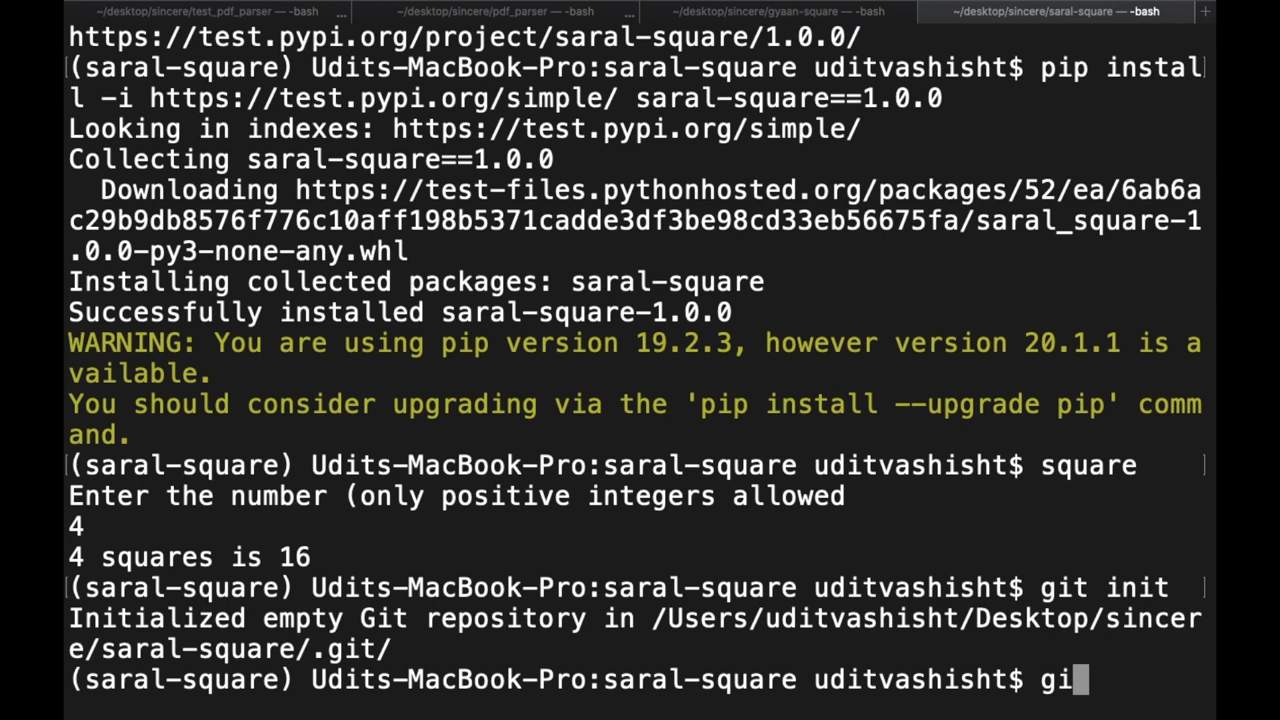 ~/desktop/sincere/test_pdf_parser — -bash ... ~/desktop/sincere/pdf_parser — -bash ... ~/desktop/sincere/gyaan-square — -bash ~/desktop/sincere/saral-square — -bash +
https://test.pypi.org/project/saral-square/1.0.0/
(saral-square) Udits-MacBook-Pro:saral-square uditvashisht$ pip instal
l -i https://test.pypi.org/simple/ saral-square==1.0.0
Looking in indexes: https://test.pypi.org/simple/
Collecting saral-square==1.0.0
  Downloading https://test-files.pythonhosted.org/packages/52/ea/6ab6a
c29b9db8576f776c10aff198b5371cadde3df3be98cd33eb56675fa/saral_square-1
.0.0-py3-none-any.whl
Installing collected packages: saral-square
Successfully installed saral-square-1.0.0
WARNING: You are using pip version 19.2.3, however version 20.1.1 is a
vailable.
You should consider upgrading via the 'pip install --upgrade pip' comm
and.
(saral-square) Udits-MacBook-Pro:saral-square uditvashisht$ square
Enter the number (only positive integers allowed
4
4 squares is 16
(saral-square) Udits-MacBook-Pro:saral-square uditvashisht$ git init
Initialized empty Git repository in /Users/uditvashisht/Desktop/sincer
e/saral-square/.git/
(saral-square) Udits-MacBook-Pro:saral-square uditvashisht$ gi